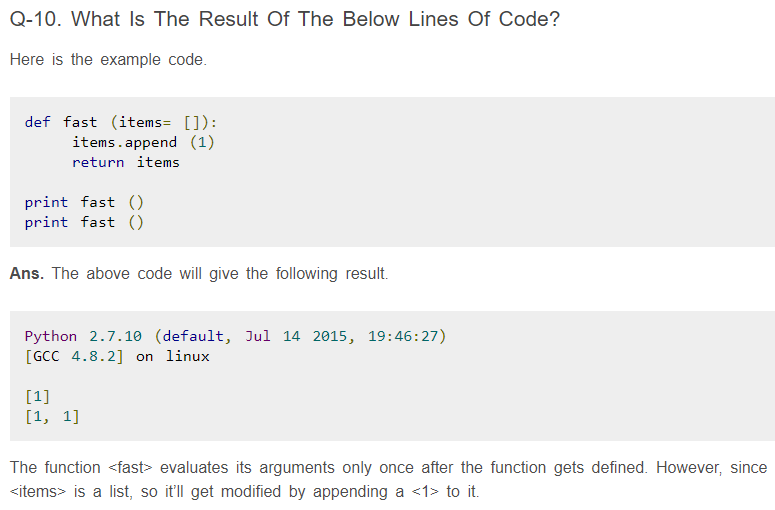 Q-10. What Is The Result Of The Below Lines Of Code?
Here is the example code.
def fast (items= []):
items.append (1)
return items
print fast ()
print fast ()
Ans. The above code will give the following result.
Python 2.7.10 (default, Jul 14 2015, 19:46:27)
[GCC 4.8.2] on linux
[1]
[1, 1]
The function <fast> evaluates its arguments only once after the function gets defined. However, since
<items> is a list, so it’ll get modified by appending a <1> to it.